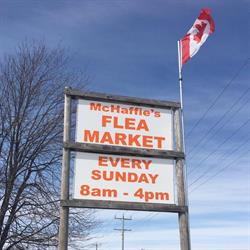 McHaffie's
FLEA
MARKET
EVERY
SUNDAY
8am - 4pm